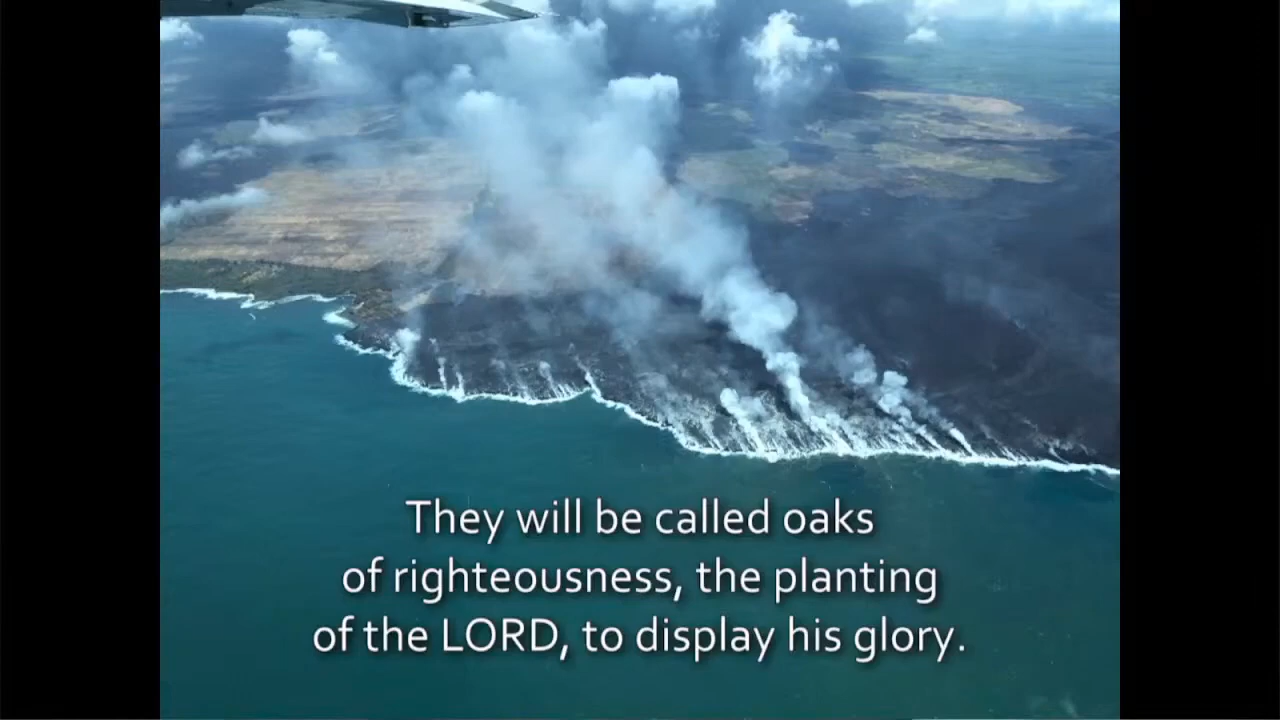 They will be called oaks
of righteousness, the planting
of the LORD, to display his glory.